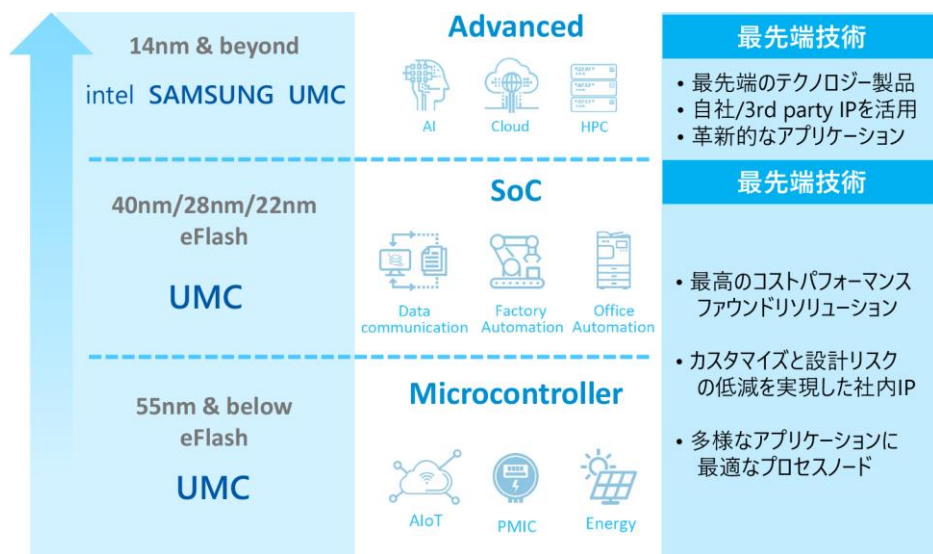 14nm & beyond
intel SAMSUNG UMC
Advanced
AI
Cloud
HPC
最先端技術
• 最先端のテクノロジー製品
• 自社/3rd party IPを活用
• 革新的なアプリケーション
40nm/28nm/22nm
eFlash
UMC
SoC
Data
communication
Factory
Automation
Office
Automation
最先端技術
• 最高のコストパフォーマンス
ファウンドリソリューション
• カスタマイズと設計リスク
の低減を実現した社内IP
• 多様なアプリケーションに
最適なプロセスノード
55nm & below
eFlash
UMC
Microcontroller
AIoT
PMIC
Energy